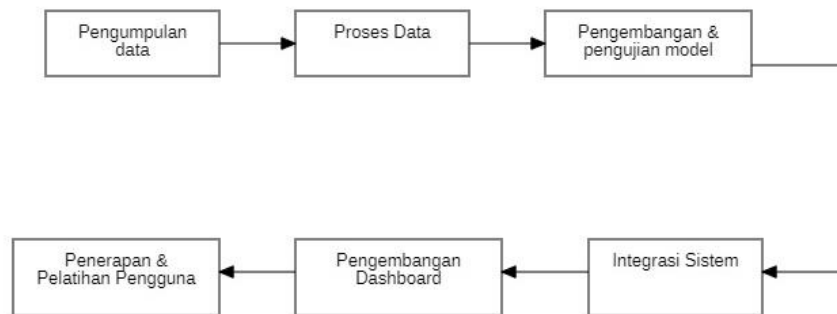 Pengumpulan
data
Proses Data
Pengembangan &
pengujian model
Integrasi Sistem
Pengembangan
Dashboard
Penerapan &
Pelatihan Pengguna